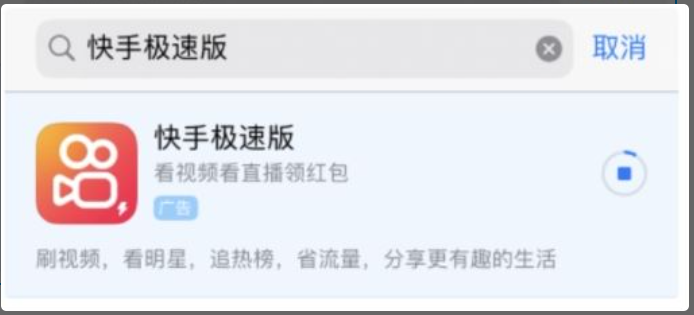 快手极速版
取消
快手极速版
看视频看直播领红包
广告
刷视频，看明星，追热榜，省流量，分享更有趣的生活